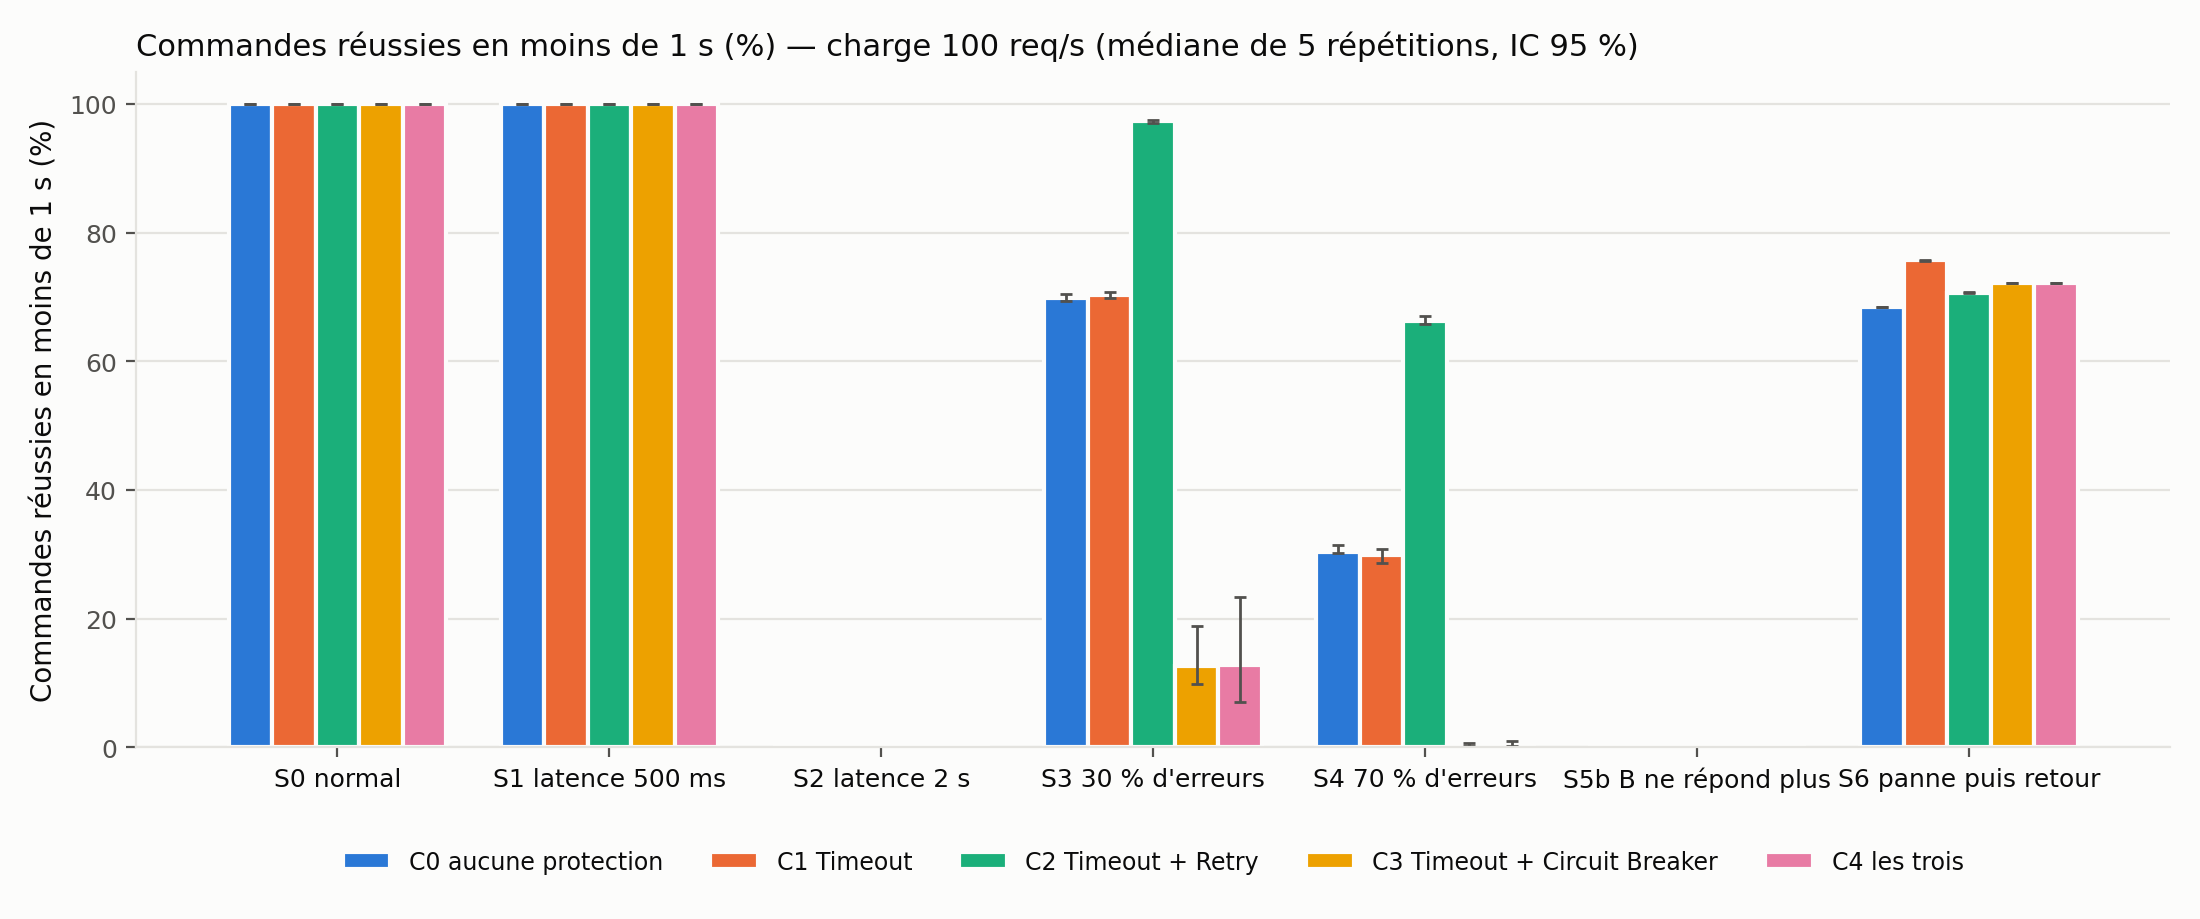 Commandes réussies en moins de 1 s (%) — charge 100 req/s (médiane de 5 répétitions, IC 95 %)
Commandes réussies en moins de 1 s (%)
100
80
60
40
20
0
S0 normal
S1 latence 500 ms
S2 latence 2 s
S3 30 % d'erreurs
S4 70 % d'erreurs
S5b B ne répond plus
S6 panne puis retour
C0 aucune protection
C1 Timeout
C2 Timeout + Retry
C3 Timeout + Circuit Breaker
C4 les trois